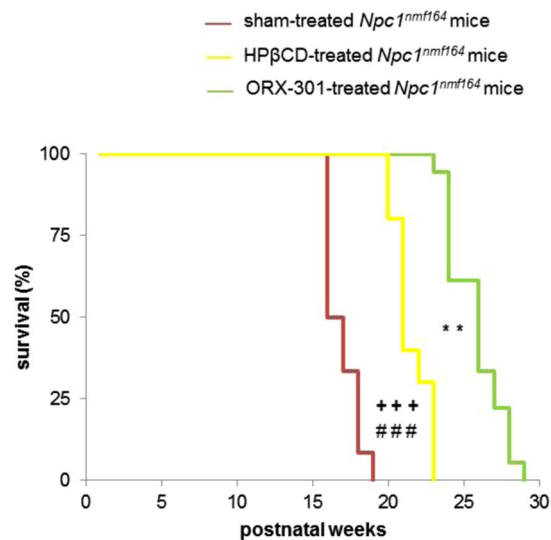 sham-treated Npc1nmf164 mice
HPβCD-treated Npc1nmf164 mice
ORX-301-treated Npc1nmf164 mice
survival (%)
100
75
50
25
0
* *
+ + +
###
0 5 10 15 20 25 30
postnatal weeks